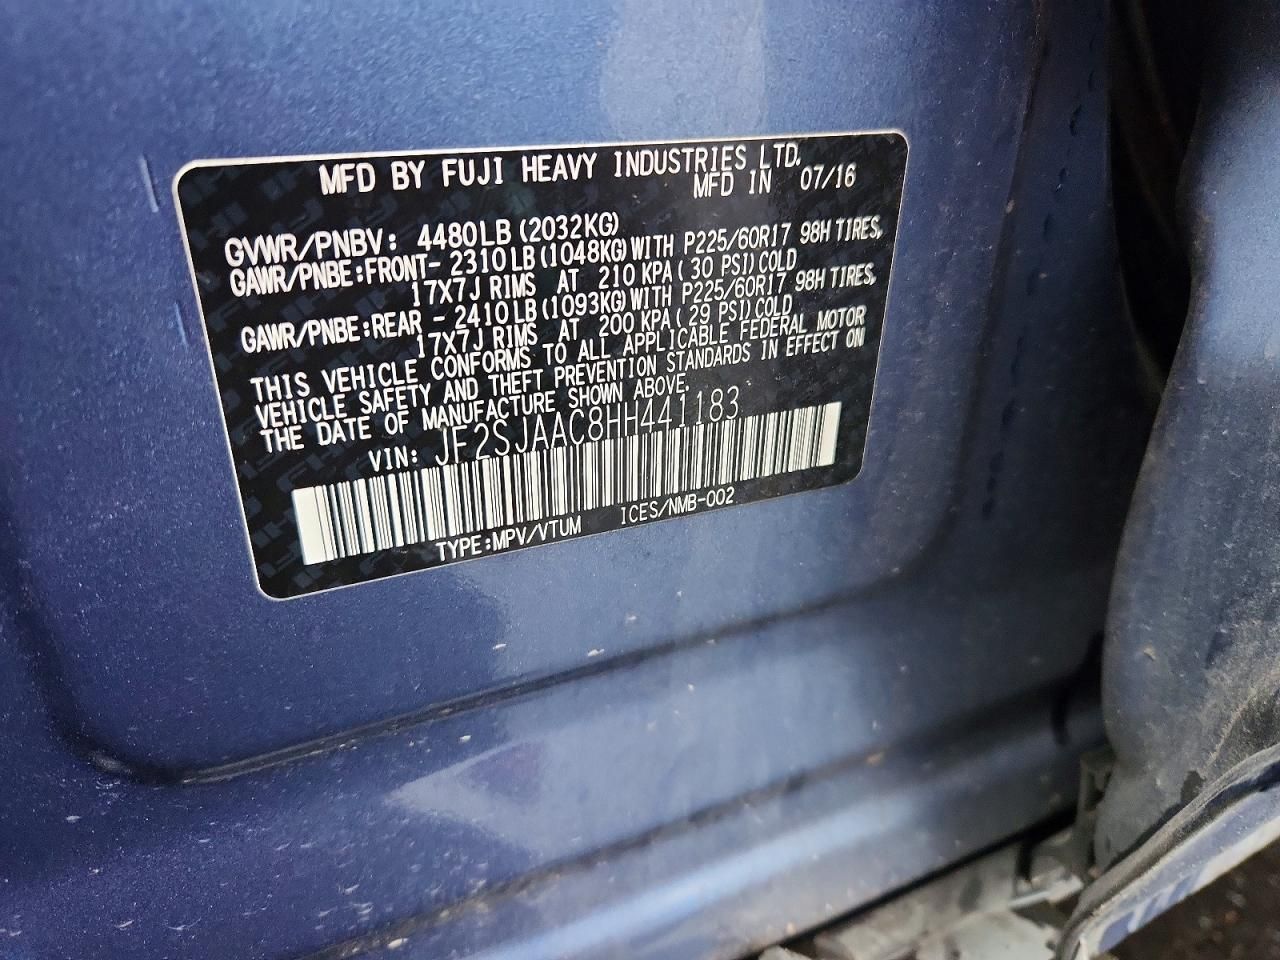 MFD BY FUJI HEAVY INDUSTRIES LTD.
MFD IN 07/16
GVWR/PNBV: 4480LB(2032KG)
GAWR/PNBE:FRONT- 2310LB(1048KG)WITH P225/60R17 98H TIRES,
17X7J RIMS AT 210 KPA( 30 PSI)COLD
GAWR/PNBE:REAR - 2410LB(1093KG)WITH P225/60R17 98H TIRES,
17X7J RIMS AT 200 KPA( 29 PSI)COLD
THIS VEHICLE CONFORMS TO ALL APPLICABLE FEDERAL MOTOR
VEHICLE SAFETY AND THEFT PREVENTION STANDARDS IN EFFECT ON
THE DATE OF MANUFACTURE SHOWN ABOVE.
VIN: JF2SJAAC8HH441183
TYPE:MPV/VTUM ICES/NMB-002